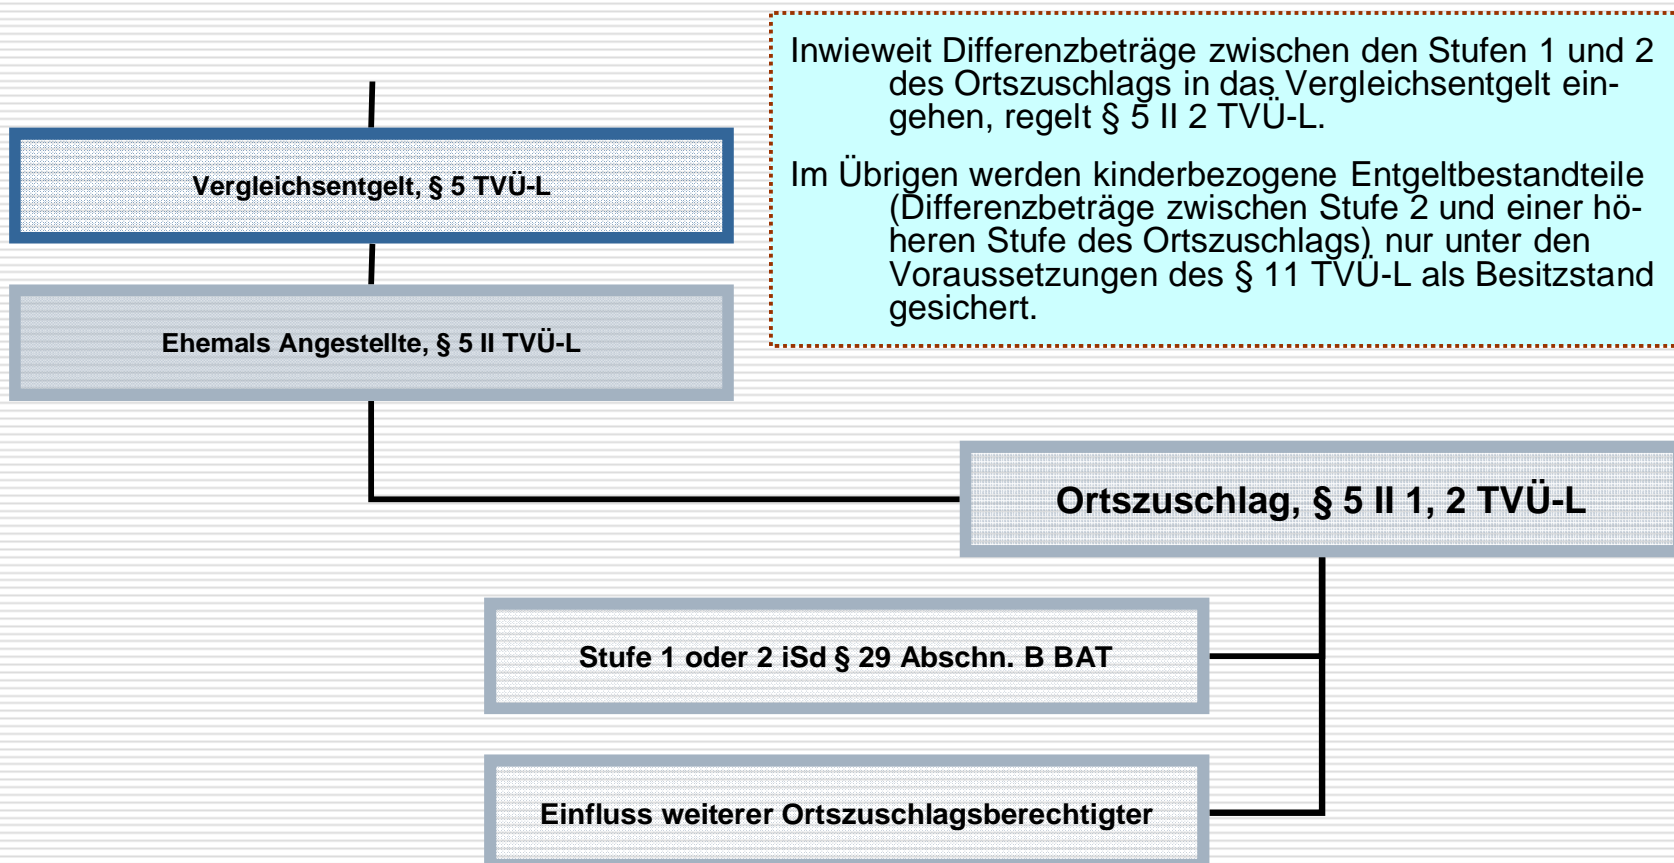 Inwieweit Differenzbeträge zwischen den Stufen 1 und 2
des Ortszuschlags in das Vergleichsentgelt ein-
gehen, regelt § 5 II 2 TVÜ-L.
Im Übrigen werden kinderbezogene Entgeltbestandteile
(Differenzbeträge zwischen Stufe 2 und einer hö-
heren Stufe des Ortszuschlags) nur unter den
Voraussetzungen des § 11 TVÜ-L als Besitzstand
gesichert.
Vergleichsentgelt, § 5 TVÜ-L
Ehemals Angestellte, § 5 II TVÜ-L
Ortszuschlag, § 5 II 1, 2 TVÜ-L
Stufe 1 oder 2 iSd § 29 Abschn. B BAT
Einfluss weiterer Ortszuschlagsberechtigter